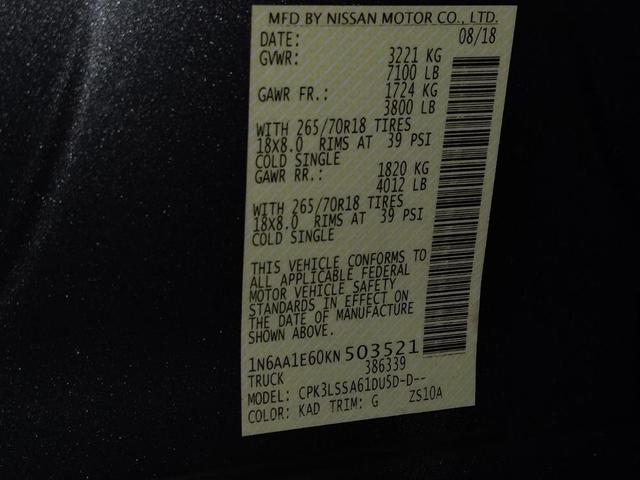 MFD BY NISSAN MOTOR CO., LTD.
DATE: 08/18
GVWR: 3221 KG
7100 LB
GAWR FR.: 1724 KG
3800 LB
WITH 265/70R18 TIRES
18X8.0 RIMS AT 39 PSI
COLD SINGLE
GAWR RR.: 1820 KG
4012 LB
WITH 265/70R18 TIRES
18X8.0 RIMS AT 39 PSI
COLD SINGLE
THIS VEHICLE CONFORMS TO
ALL APPLICABLE FEDERAL
MOTOR VEHICLE SAFETY
STANDARDS IN EFFECT ON
THE DATE OF MANUFACTURE
SHOWN ABOVE.
1N6AA1E60KN503521
TRUCK 386339
MODEL: CPK3LSSA61DU5D-D--
COLOR: KAD TRIM: G ZS10A